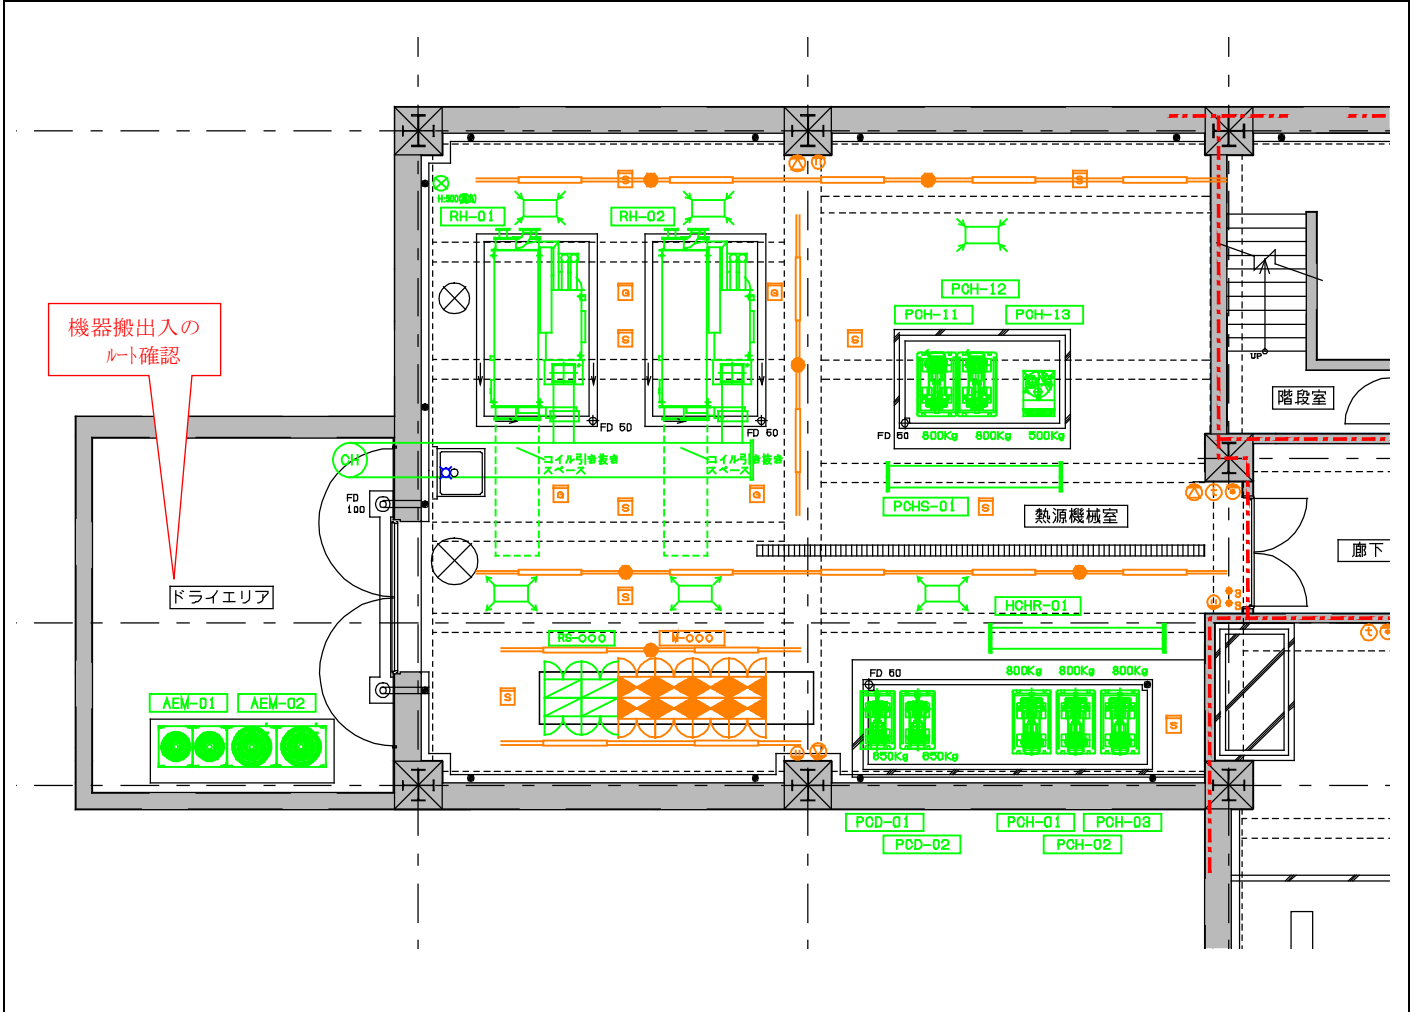 H:500
RH-01
RH-02
PCH-12
PCH-11
PCH-13
機器搬出入の
ルート確認
UP
階段室
FD 50
FD 50
FD 50
800Kg
800Kg
500Kg
CH
コイル引き抜き
スペース
コイル引き抜き
スペース
FD
100
PCHS-01
熱源機械室
廊下
ドライエリア
HCHR-01
RS-000
M-000
FD 50
800Kg
800Kg
800Kg
AEM-01
AEM-02
650Kg
650Kg
PCD-01
PCH-01
PCH-03
PCD-02
PCH-02